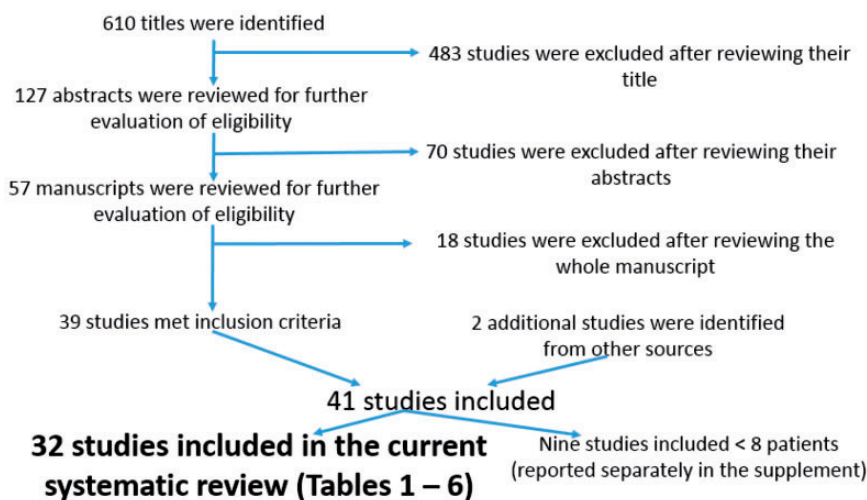 610 titles were identified
483 studies were excluded after reviewing their
title
127 abstracts were reviewed for further
evaluation of eligibility
70 studies were excluded after reviewing their
abstracts
57 manuscripts were reviewed for further
evaluation of eligibility
18 studies were excluded after reviewing the
whole manuscript
39 studies met inclusion criteria
2 additional studies were identified
from other sources
41 studies included
32 studies included in the current
systematic review (Tables 1 – 6)
Nine studies included < 8 patients
(reported separately in the supplement)